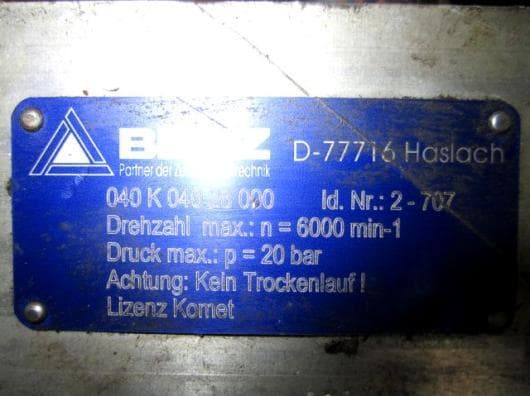 D-77716 Haslach
Partner der
040 K 040 000 Id. Nr.: 2 - 707
Drehzahl max.: n = 6000 min-1
Druck max.: p = 20 bar
Achtung: Kein Trockenlauf !
Lizenz Komet